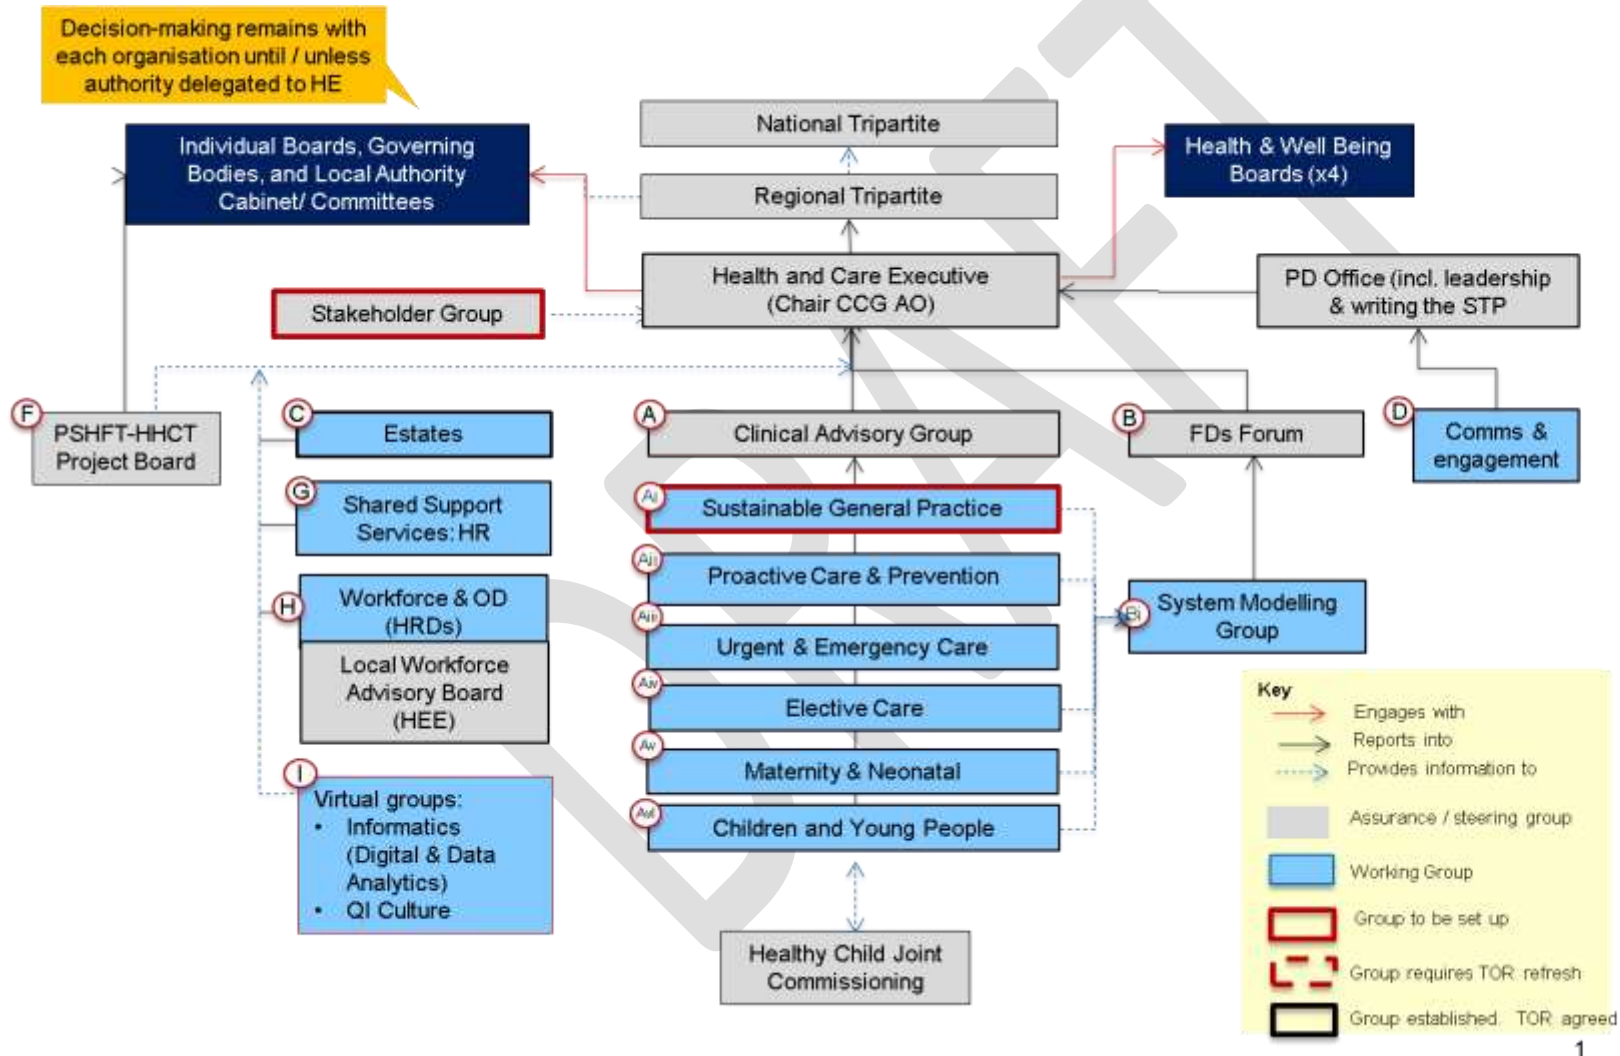 Decision-making remains with
each organisation until / unless
authority delegated to HE
National Tripartite
Individual Boards, Governing
Bodies, and Local Authority
Cabinet/ Committees
Health & Well Being
Boards (x4)
Regional Tripartite
Health and Care Executive
(Chair CCG AO)
PD Office (incl. leadership
& writing the STP
Stakeholder Group
F
PSHFT-HHCT
Project Board
C
Estates
A
Clinical Advisory Group
B
FDs Forum
D
Comms &
engagement
G
Shared Support
Services: HR
Ai
Sustainable General Practice
Aii
Proactive Care & Prevention
H
Workforce & OD
(HRDs)
Local Workforce
Advisory Board
(HEE)
Aiii
Urgent & Emergency Care
Bi
System Modelling
Group
Aiv
Elective Care
Av
Maternity & Neonatal
Avi
Children and Young People
I
Virtual groups:
• Informatics
(Digital & Data
Analytics)
• QI Culture
Healthy Child Joint
Commissioning
Key
Engages with
Reports into
Provides information to
Assurance / steering group
Working Group
Group to be set up
Group requires TOR refresh
Group established. TOR agreed
1
DRAFT